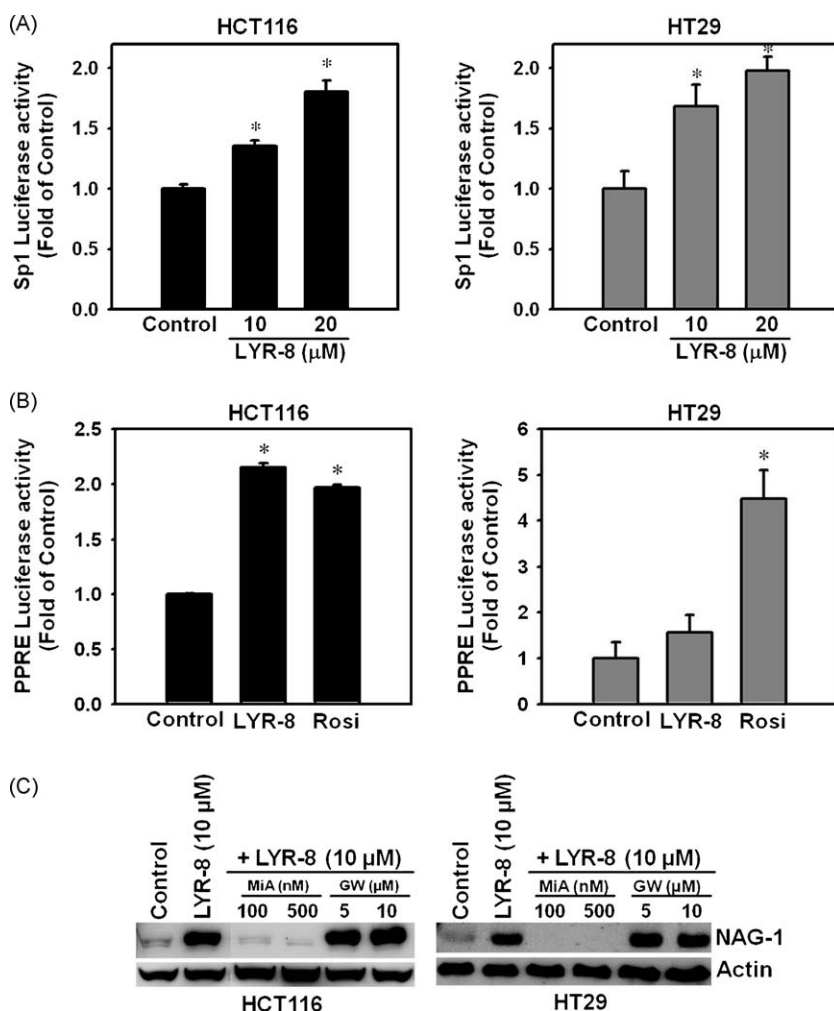 (A)
HCT116
Sp1 Luciferase activity
(Fold of Control)
2.0
1.5
1.0
0.5
0.0
*
*
Control
10
20
LYR-8 (μM)
HT29
Sp1 Luciferase activity
(Fold of Control)
2.0
1.5
1.0
0.5
0.0
*
*
Control
10
20
LYR-8 (μM)
(B)
HCT116
PPRE Luciferase activity
(Fold of Control)
2.5
2.0
1.5
1.0
0.5
0.0
*
*
Control LYR-8 Rosi
HT29
PPRE Luciferase activity
(Fold of Control)
6
5
4
3
2
1
0
*
Control LYR-8 Rosi
(C)
Control
LYR-8 (10 μM)
+ LYR-8 (10 μM)
MiA (nM) GW (μM)
100 500 5 10
HCT116
Control
LYR-8 (10 μM)
+ LYR-8 (10 μM)
MiA (nM) GW (μM)
100 500 5 10
NAG-1
Actin
HT29